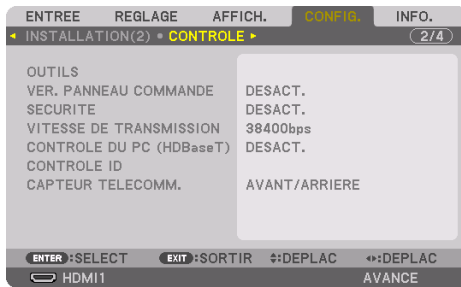 ENTREE REGLAGE AFFICH. CONFIG. INFO.
INSTALLATION(2) • CONTROLE 2/4
OUTILS
VER. PANNEAU COMMANDE DESACT.
SECURITE DESACT.
VITESSE DE TRANSMISSION 38400bps
CONTROLE DU PC (HDBaseT) DESACT.
CONTROLE ID
CAPTEUR TELECOMM. AVANT/ARRIERE
ENTER :SELECT EXIT :SORTIR :DEPLAC :DEPLAC
HDMI1 AVANCE